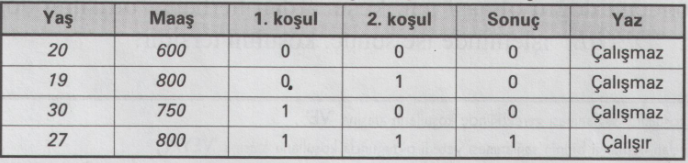 Yaş Maaş 1. koşul 2. koşul Sonuç Yaz
20 600 0 0 0 Çalışmaz
19 800 0 1 0 Çalışmaz
30 750 1 0 0 Çalışmaz
27 800 1 1 1 Çalışır